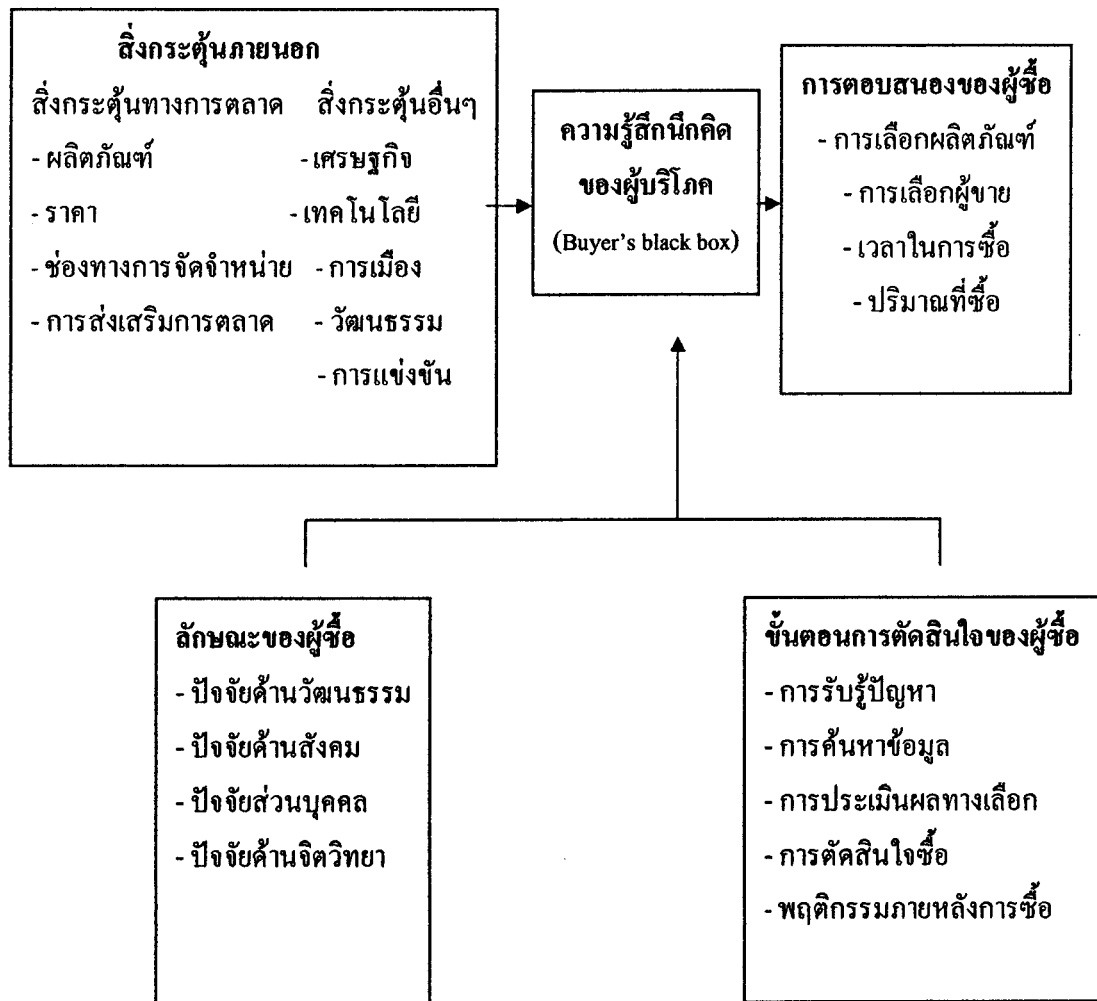 สิ่งกระตุ้นภายนอก
สิ่งกระตุ้นทางการตลาด สิ่งกระตุ้นอื่นๆ
- ผลิตภัณฑ์ - เศรษฐกิจ
- ราคา - เทคโนโลยี
- ช่องทางการจัดจำหน่าย - การเมือง
- การส่งเสริมการตลาด - วัฒนธรรม
- การแข่งขัน
ความรู้สึกนึกคิด
ของผู้บริโภค
(Buyer's black box)
การตอบสนองของผู้ซื้อ
- การเลือกผลิตภัณฑ์
- การเลือกผู้ขาย
- เวลาในการซื้อ
- ปริมาณที่ซื้อ
ลักษณะของผู้ซื้อ
- ปัจจัยด้านวัฒนธรรม
- ปัจจัยด้านสังคม
- ปัจจัยส่วนบุคคล
- ปัจจัยด้านจิตวิทยา
ขั้นตอนการตัดสินใจของผู้ซื้อ
- การรับรู้ปัญหา
- การค้นหาข้อมูล
- การประเมินผลทางเลือก
- การตัดสินใจซื้อ
- พฤติกรรมภายหลังการซื้อ